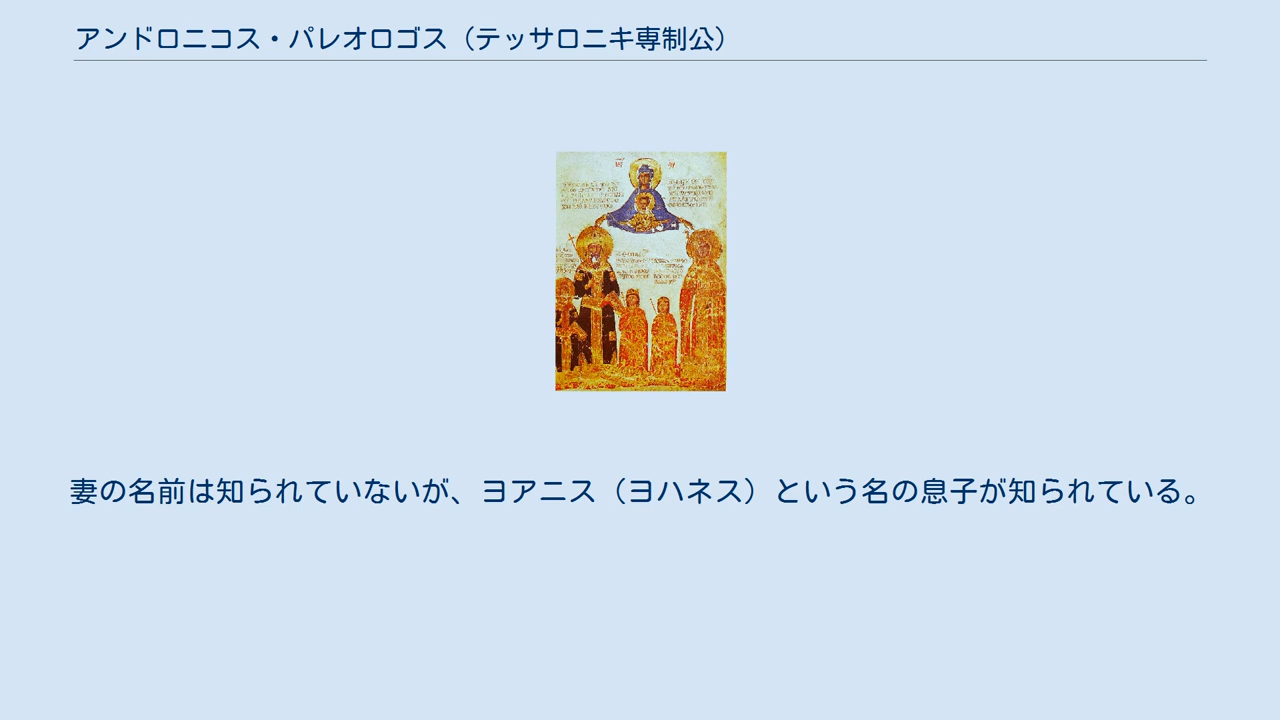 アンドロニコス・パレオロゴス（テッサロニキ専制公）
妻の名前は知られていないが、ヨアニス（ヨハネス）という名の息子が知られている。